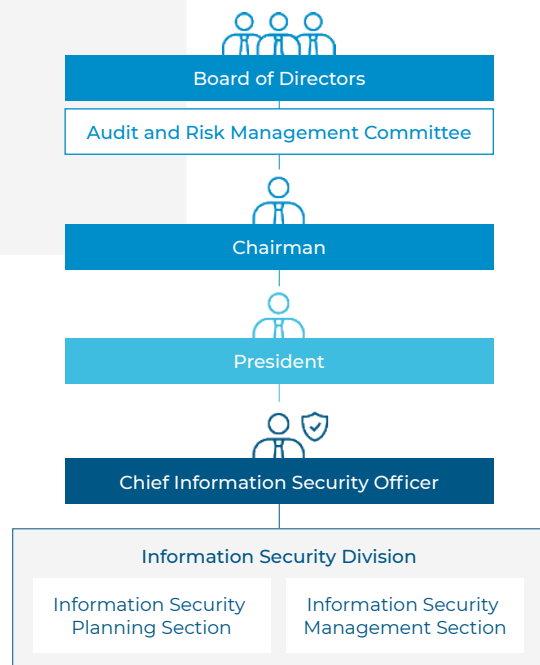 Board of Directors
Audit and Risk Management Committee
Chairman
President
Chief Information Security Officer
Information Security Division
Information Security
Planning Section
Information Security
Management Section